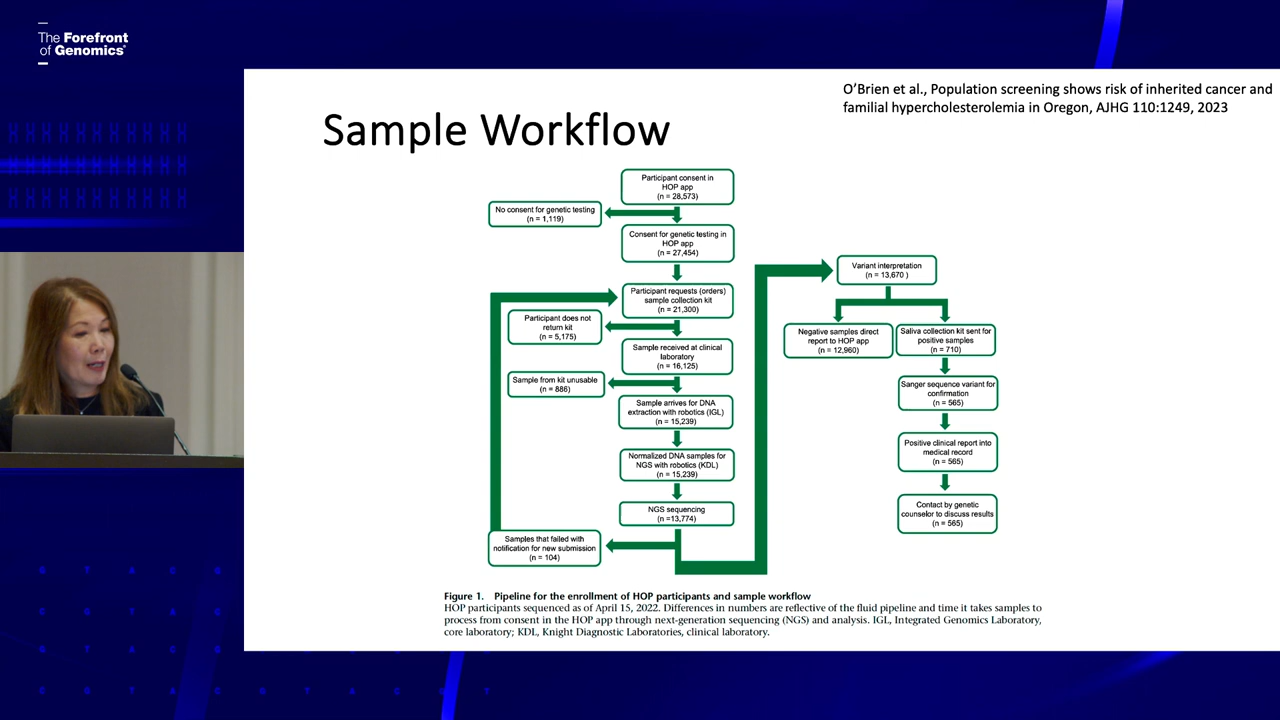 The Forefront
of Genomics®
O'Brien et al., Population screening shows risk of inherited cancer and
familial hypercholesterolemia in Oregon, AJHG 110:1249, 2023
Sample Workflow
Participant consent in
HOP app
(n = 28,573)
No consent for genetic testing
(n = 1,119)
Consent for genetic testing in
HOP app
(n = 27,454)
Participant requests (orders)
sample collection kit
(n = 21,300)
Participant does not
return kit
(n = 5,175)
Sample received at clinical
laboratory
(n = 16,125)
Sample from kit unusable
(n = 886)
Sample arrives for DNA
extraction with robotics (IGL)
(n = 15,239)
Normalized DNA samples for
NGS with robotics (KDL)
(n = 15,239)
NGS sequencing
(n =13,774)
Samples that failed with
notification for new submission
(n = 104)
Variant interpretation
(n = 13,670 )
Negative samples direct
report to HOP app
(n = 12,960)
Saliva collection kit sent for
positive samples
(n = 710)
Sanger sequence variant for
confirmation
(n = 565)
Positive clinical report into
medical record
(n = 565)
Contact by genetic
counselor to discuss results
(n = 565)
Figure 1. Pipeline for the enrollment of HOP participants and sample workflow
HOP participants sequenced as of April 15, 2022. Differences in numbers are reflective of the fluid pipeline and time it takes samples to
process from consent in the HOP app through next-generation sequencing (NGS) and analysis. IGL, Integrated Genomics Laboratory,
core laboratory; KDL, Knight Diagnostic Laboratories, clinical laboratory.